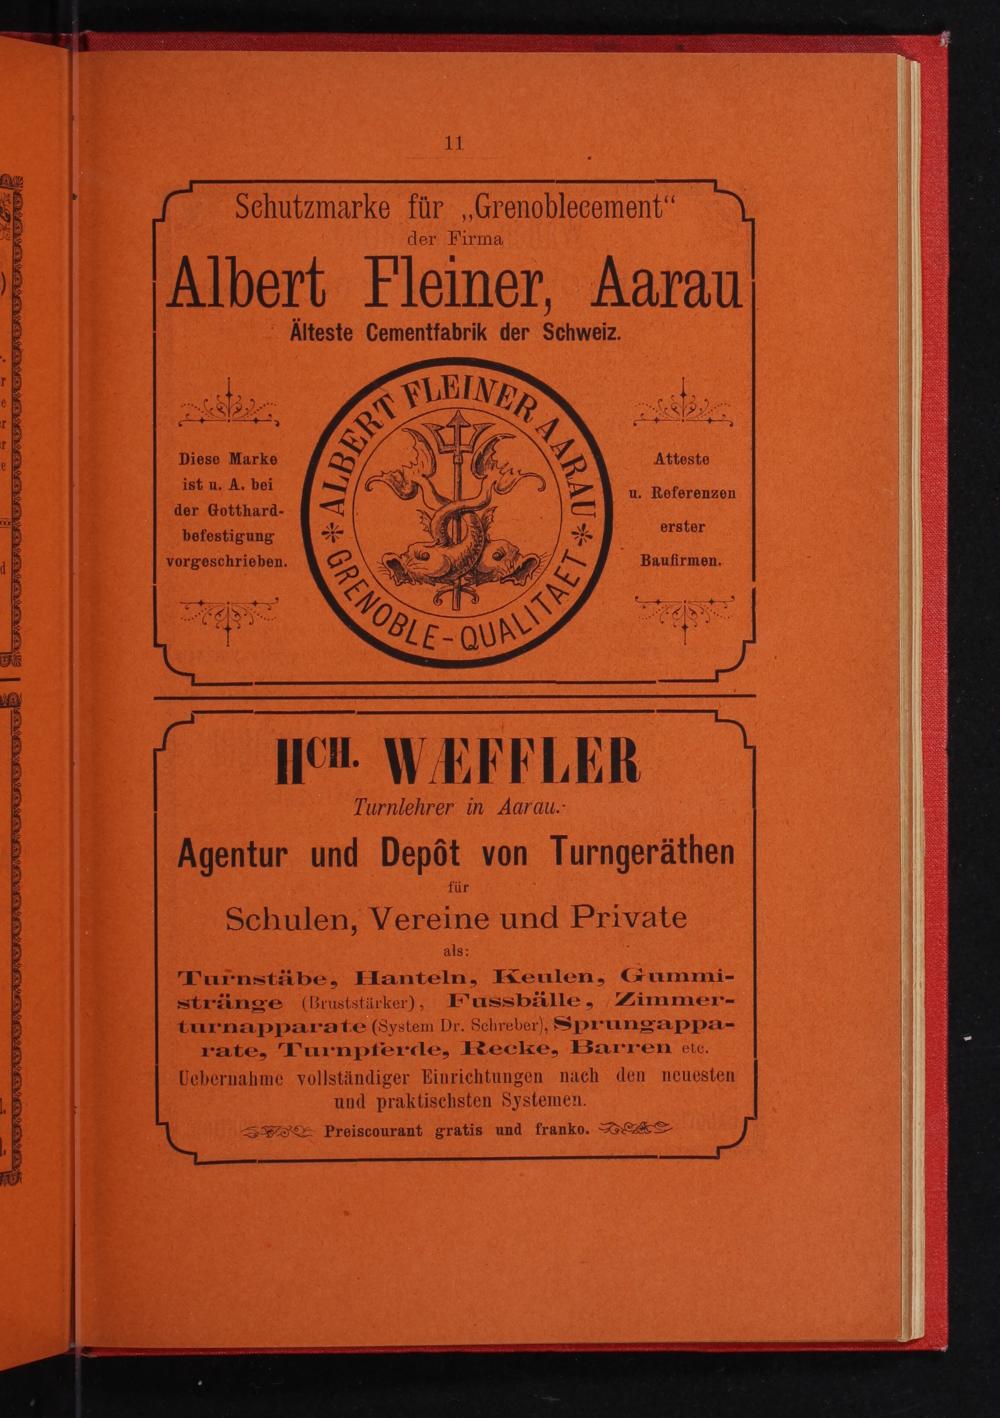 11
Schutzmarke für „Grenoblecement“
der Firma
Albert Fleiner, Aarau
Älteste Cementfabrik der Schweiz.
Diese Marke
ist u. A. bei
der Gotthard-
befestigung
vorgeschrieben.
* ALBERT FLEINER AARAU *
GRENOBLE-QUALITAET
Atteste
u. Referenzen
erster
Baufirmen.
HCH. WÆFFLER
Turnlehrer in Aarau.
Agentur und Depôt von Turngeräthen
für
Schulen, Vereine und Private
als:
Turnstäbe, Hanteln, Keulen, Gummi-
stränge (Bruststärker), Fussbälle, Zimmer-
turnapparate (System Dr. Schreber), Sprungappa-
rate, Turnpferde, Recke, Barren etc.
Uebernahme vollständiger Einrichtungen nach den neuesten
und praktischsten Systemen.
Preiscourant gratis und franko.